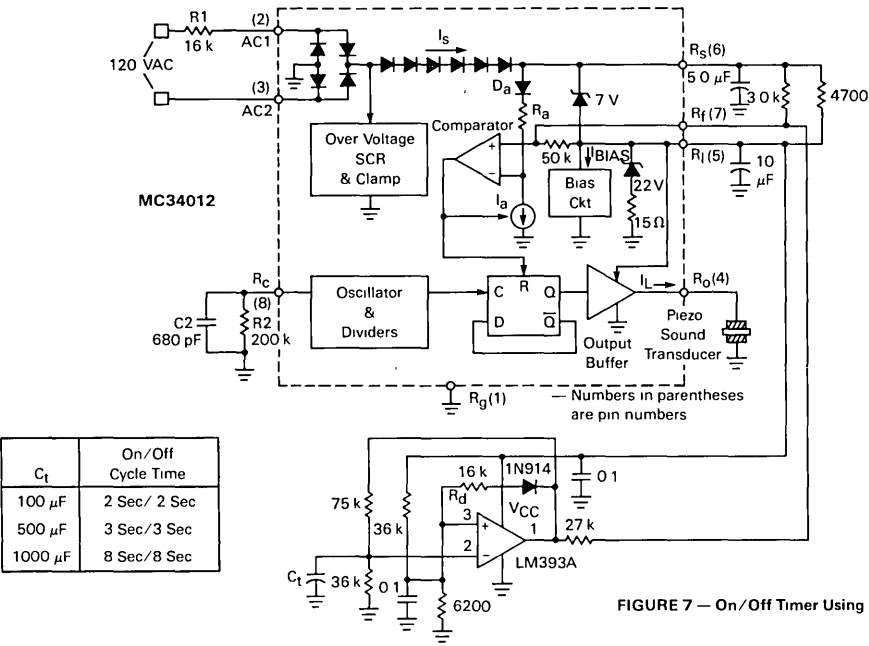 R1
16 k
(2)
AC1
120 VAC
(3)
AC2
Is
Rs(6)
5 0 µF
3 0k
4700
Da
Ra
7 V
Rf(7)
Comparator
+
−
50 k
IBIAS
RI(5)
10
µF
Over Voltage
SCR
& Clamp
Bias
Ckt
22V
15Ω
Ia
MC34012
Rc
(8)
C2
680 pF
R2
200 k
Oscillator
&
Dividers
C
R
Q
D
Q̅
Output
Buffer
IL
Ro(4)
Piezo
Sound
Transducer
Rg(1)
— Numbers in parentheses
are pin numbers
Ct
On/Off
Cycle Time
100 µF
2 Sec/ 2 Sec
500 µF
3 Sec/3 Sec
1000 µF
8 Sec/8 Sec
16 k
1N914
0 1
75 k
Rd
VCC
36 k
3
+
1
27 k
2
−
LM393A
Ct
36 k
0 1
6200
FIGURE 7 — On/Off Timer Using